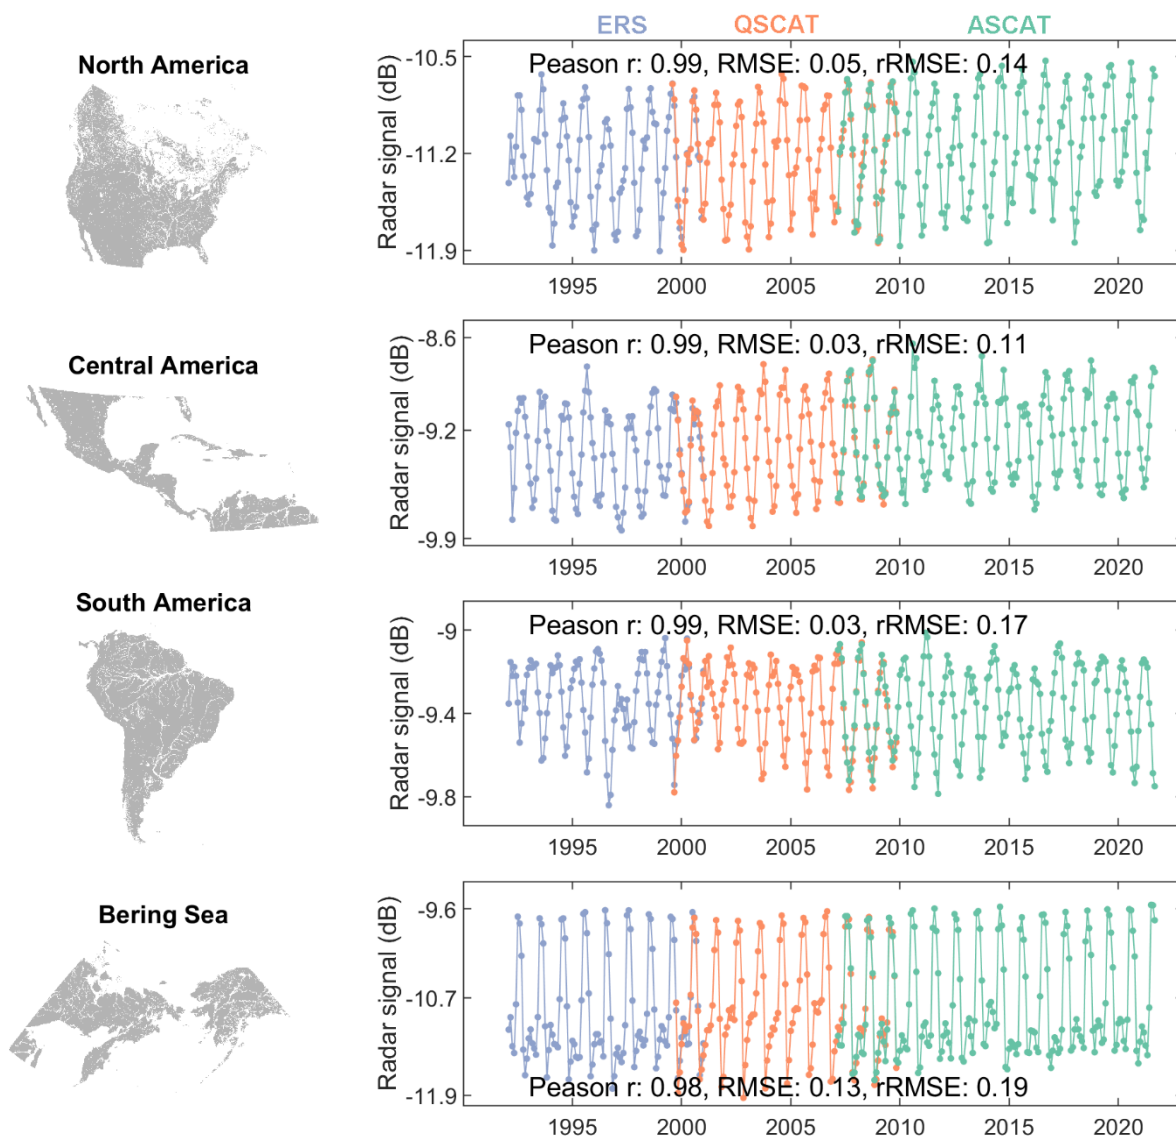 ERS QSCAT ASCAT
North America
Radar signal (dB)
-10.5
-11.2
-11.9
Peason r: 0.99, RMSE: 0.05, rRMSE: 0.14
1995 2000 2005 2010 2015 2020
Central America
Radar signal (dB)
-8.6
-9.2
-9.9
Peason r: 0.99, RMSE: 0.03, rRMSE: 0.11
1995 2000 2005 2010 2015 2020
South America
Radar signal (dB)
-9
-9.4
-9.8
Peason r: 0.99, RMSE: 0.03, rRMSE: 0.17
1995 2000 2005 2010 2015 2020
Bering Sea
Radar signal (dB)
-9.6
-10.7
-11.9
Peason r: 0.98, RMSE: 0.13, rRMSE: 0.19
1995 2000 2005 2010 2015 2020